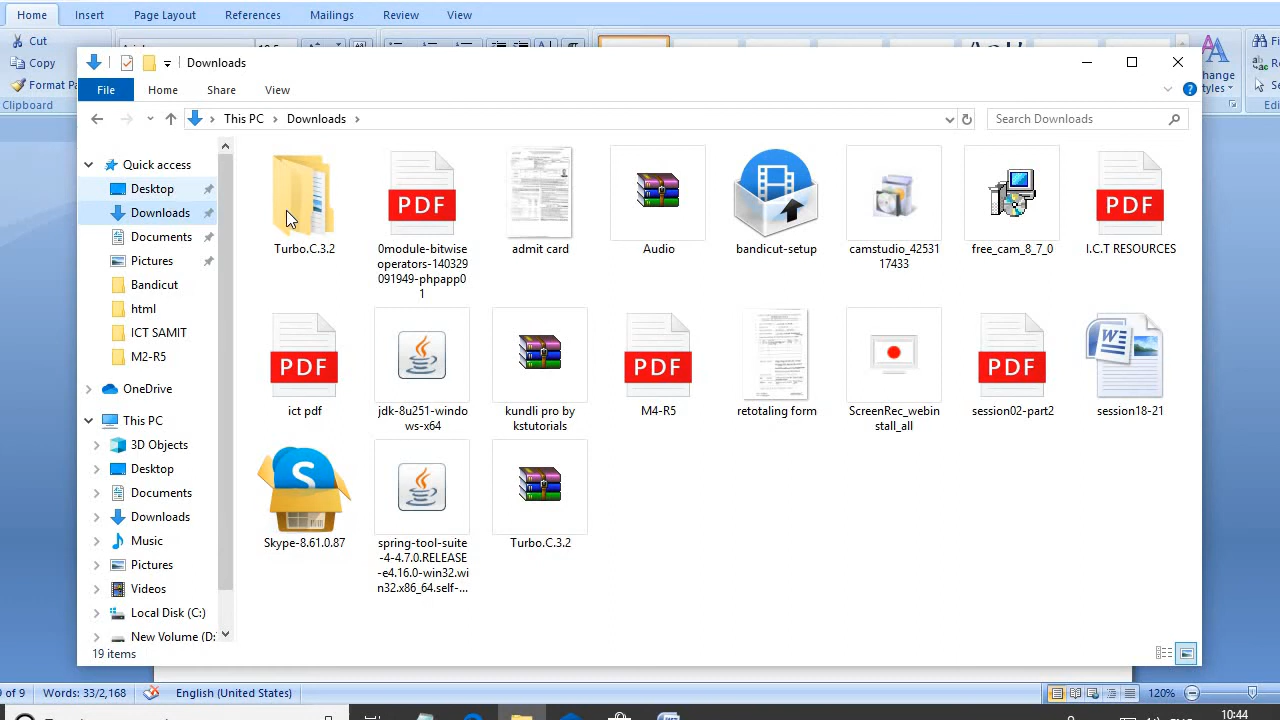 Home Insert Page Layout References Mailings Review View
Cut
Copy
Format Pa
Clipboard
Downloads
File Home Share View
This PC Downloads
Search Downloads
Quick access
Desktop
Downloads
Documents
Pictures
Bandicut
html
ICT SAMIT
M2-R5
OneDrive
This PC
3D Objects
Desktop
Documents
Downloads
Music
Pictures
Videos
Local Disk (C:)
New Volume (D:
Turbo.C.3.2
PDF
0module-bitwise
operators-140329
091949-phpapp0
1
admit card
Audio
bandicut-setup
camstudio_42531
17433
free_cam_8_7_0
PDF
I.C.T RESOURCES
PDF
ict pdf
jdk-8u251-windo
ws-x64
kundli pro by
kstutorials
PDF
M4-R5
retotaling form
ScreenRec_webin
stall_all
PDF
session02-part2
W
session18-21
S
Skype-8.61.0.87
spring-tool-suite
-4-4.7.0.RELEASE
-e4.16.0-win32.wi
n32.x86_64.self-...
Turbo.C.3.2
19 items
hange
yles
Edi
9 of 9 Words: 33/2,168 English (United States) 120%
10:44